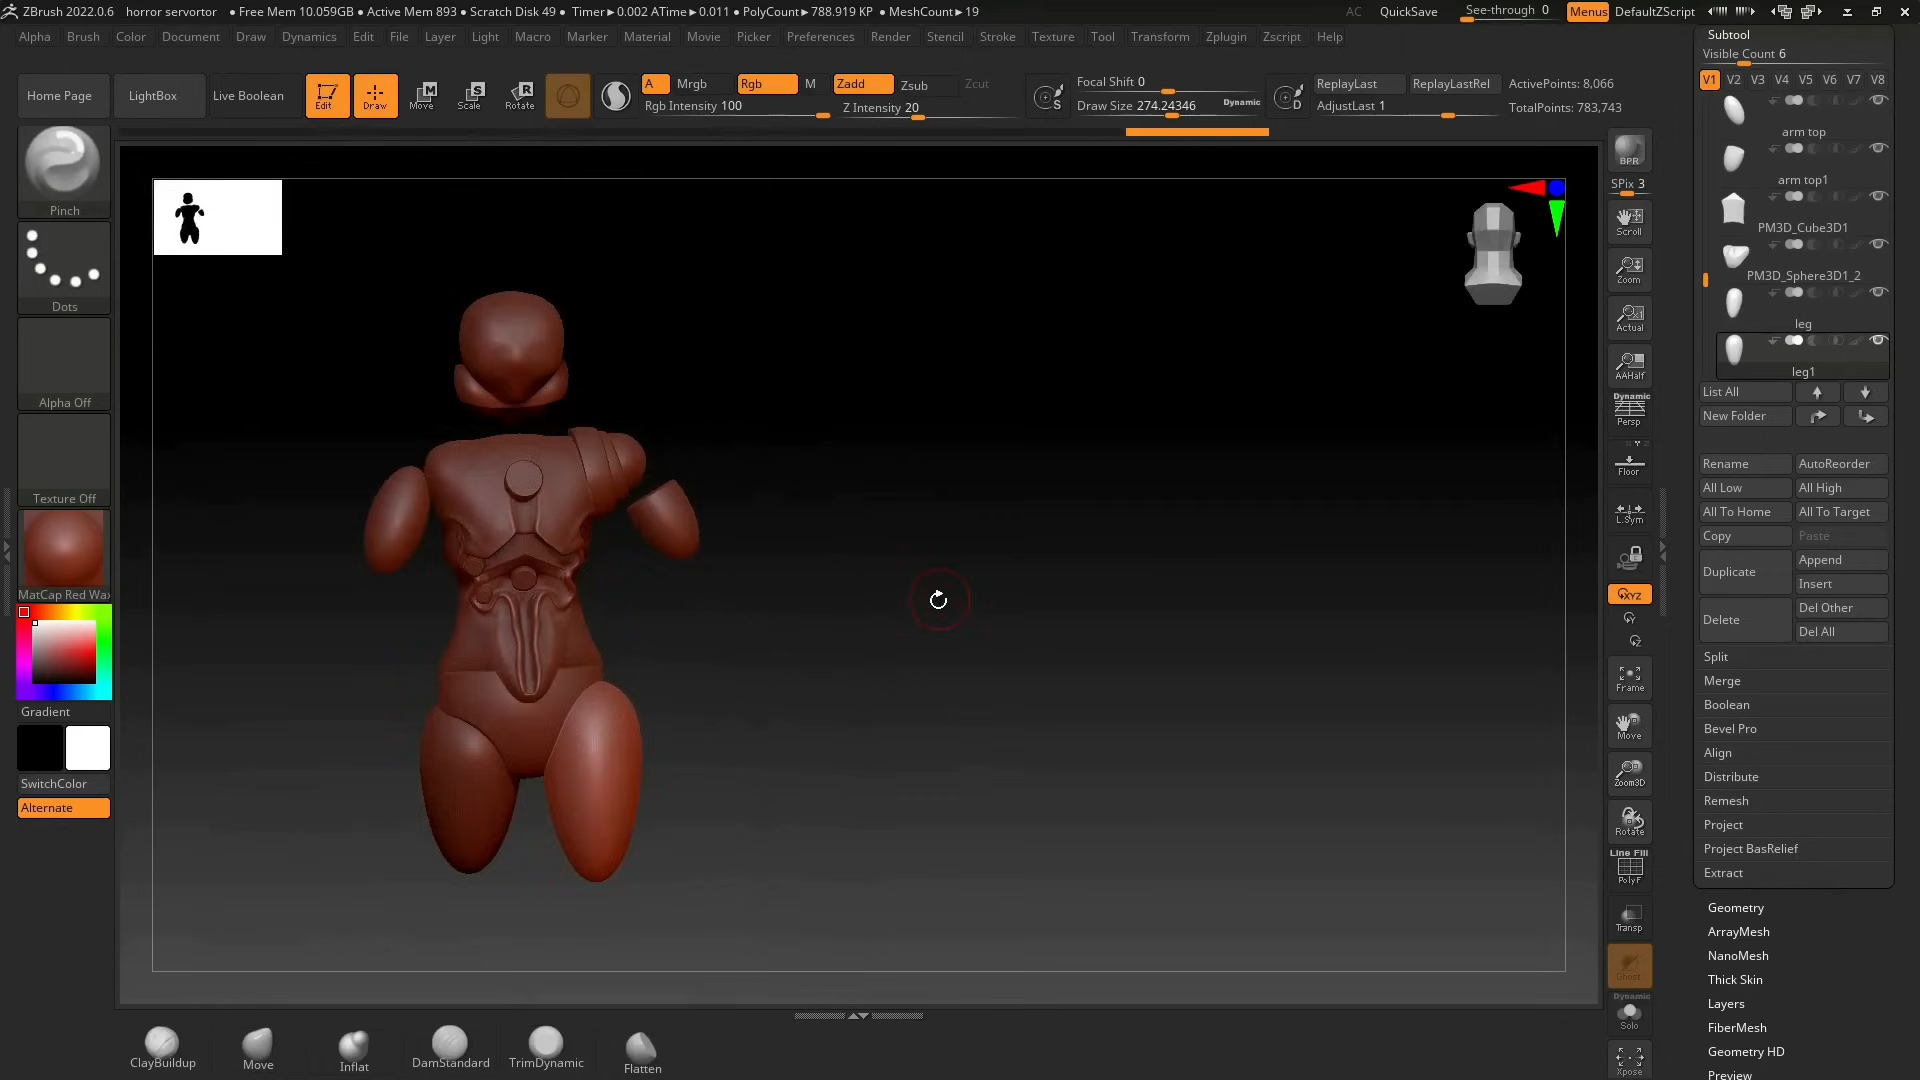 ZBrush 2022.0.6 horror servortor ● Free Mem 10.059GB ● Active Mem 893 ● Scratch Disk 49 ● Timer►0.002 ATime►0.011 ● PolyCount►788.919 KP ● MeshCount►19 AC QuickSave See-through 0 Menus DefaultZScript
Alpha Brush Color Document Draw Dynamics Edit File Layer Light Macro Marker Material Movie Picker Preferences Render Stencil Stroke Texture Tool Transform Zplugin Zscript Help
Home Page LightBox Live Boolean Edit Draw Move Scale Rotate
A Mrgb Rgb M Zadd Zsub Zcut
Rgb Intensity 100 Z Intensity 20
S Focal Shift 0
Draw Size 274.24346 Dynamic
D ReplayLast ReplayLastRel ActivePoints: 8,066
AdjustLast 1 TotalPoints: 783,743
Pinch
Dots
Alpha Off
Texture Off
MatCap Red Wax
Gradient
SwitchColor
Alternate
BPR
SPix 3
Scroll
Zoom
Actual
AAHalf
Dynamic
Persp
Floor
L.Sym
XYZ
Y
Z
Frame
Move
Zoom3D
Rotate
Line Fill
PolyF
Transp
Ghost
Dynamic
Solo
Xpose
ClayBuildup Move Inflat DamStandard TrimDynamic Flatten
Subtool
Visible Count 6
V1 V2 V3 V4 V5 V6 V7 V8
arm top
arm top1
PM3D_Cube3D1
PM3D_Sphere3D1_2
leg
leg1
List All
New Folder
Rename AutoReorder
All Low All High
All To Home All To Target
Copy Paste
Duplicate Append
Insert
Delete Del Other
Del All
Split
Merge
Boolean
Bevel Pro
Align
Distribute
Remesh
Project
Project BasRelief
Extract
Geometry
ArrayMesh
NanoMesh
Thick Skin
Layers
FiberMesh
Geometry HD
Preview